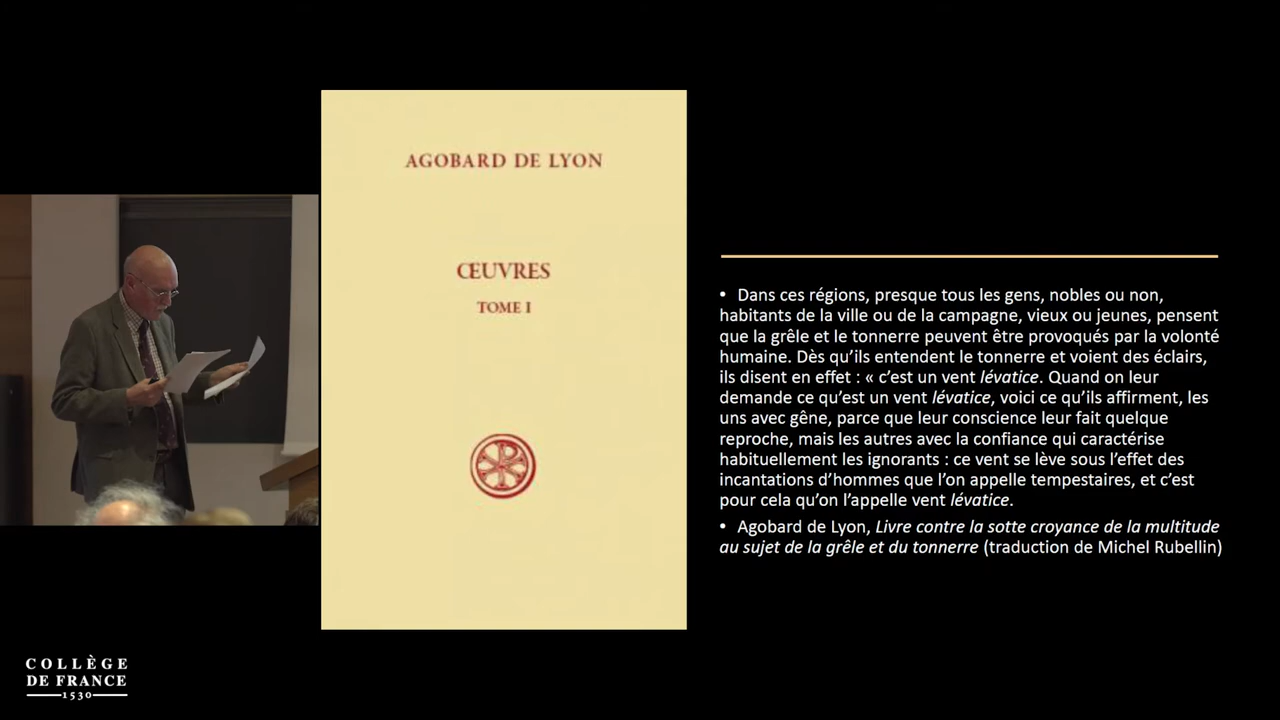 AGOBARD DE LYON
ŒUVRES
TOME I
• Dans ces régions, presque tous les gens, nobles ou non,
habitants de la ville ou de la campagne, vieux ou jeunes, pensent
que la grêle et le tonnerre peuvent être provoqués par la volonté
humaine. Dès qu’ils entendent le tonnerre et voient des éclairs,
ils disent en effet : « c’est un vent lévatice. Quand on leur
demande ce qu’est un vent lévatice, voici ce qu’ils affirment, les
uns avec gêne, parce que leur conscience leur fait quelque
reproche, mais les autres avec la confiance qui caractérise
habituellement les ignorants : ce vent se lève sous l’effet des
incantations d’hommes que l’on appelle tempestaires, et c’est
pour cela qu’on l’appelle vent lévatice.
• Agobard de Lyon, Livre contre la sotte croyance de la multitude
au sujet de la grêle et du tonnerre (traduction de Michel Rubellin)
COLLÈGE
DE FRANCE
1530